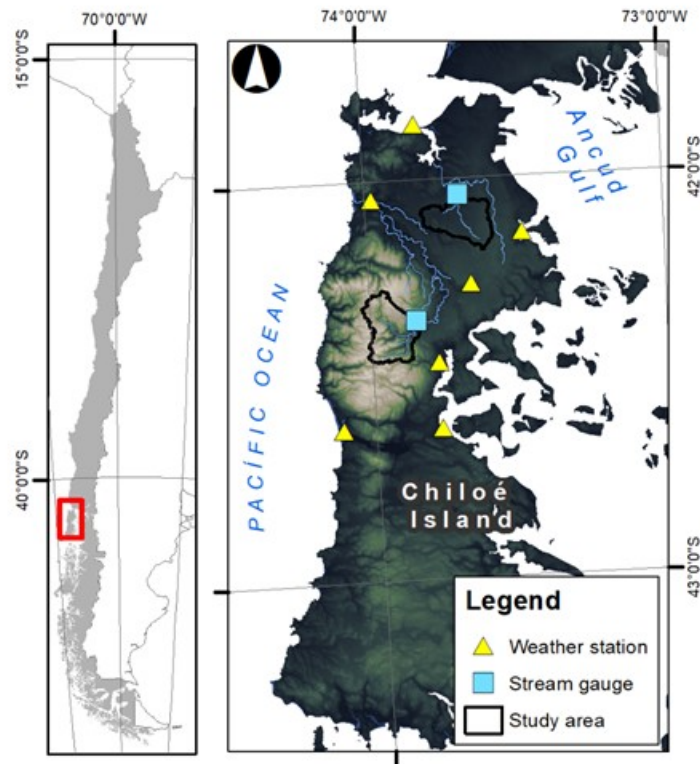 70°0'0"W
15°0'0"S
40°0'0"S
74°0'0"W
73°0'0"W
42°0'0"S
43°0'0"S
Ancud
Gulf
PACÍFIC OCEAN
Chiloé
Island
Legend
Weather station
Stream gauge
Study area